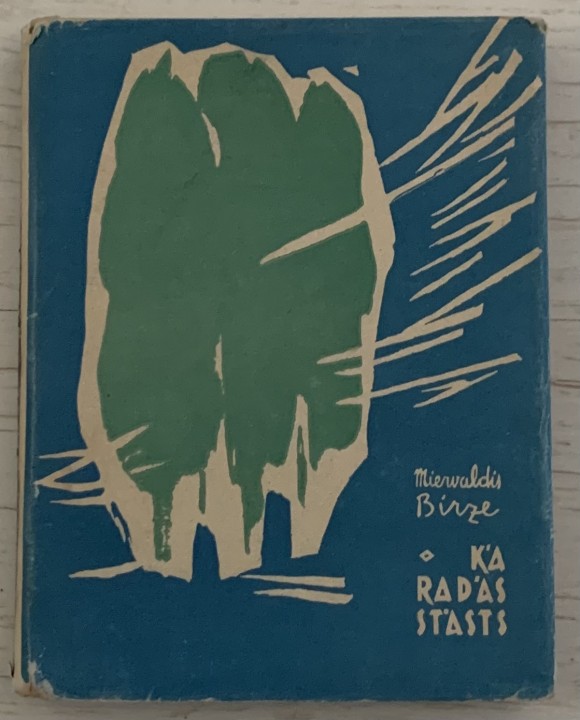 Miervaldis
Birze
KĀ
RADĀS
STĀSTS